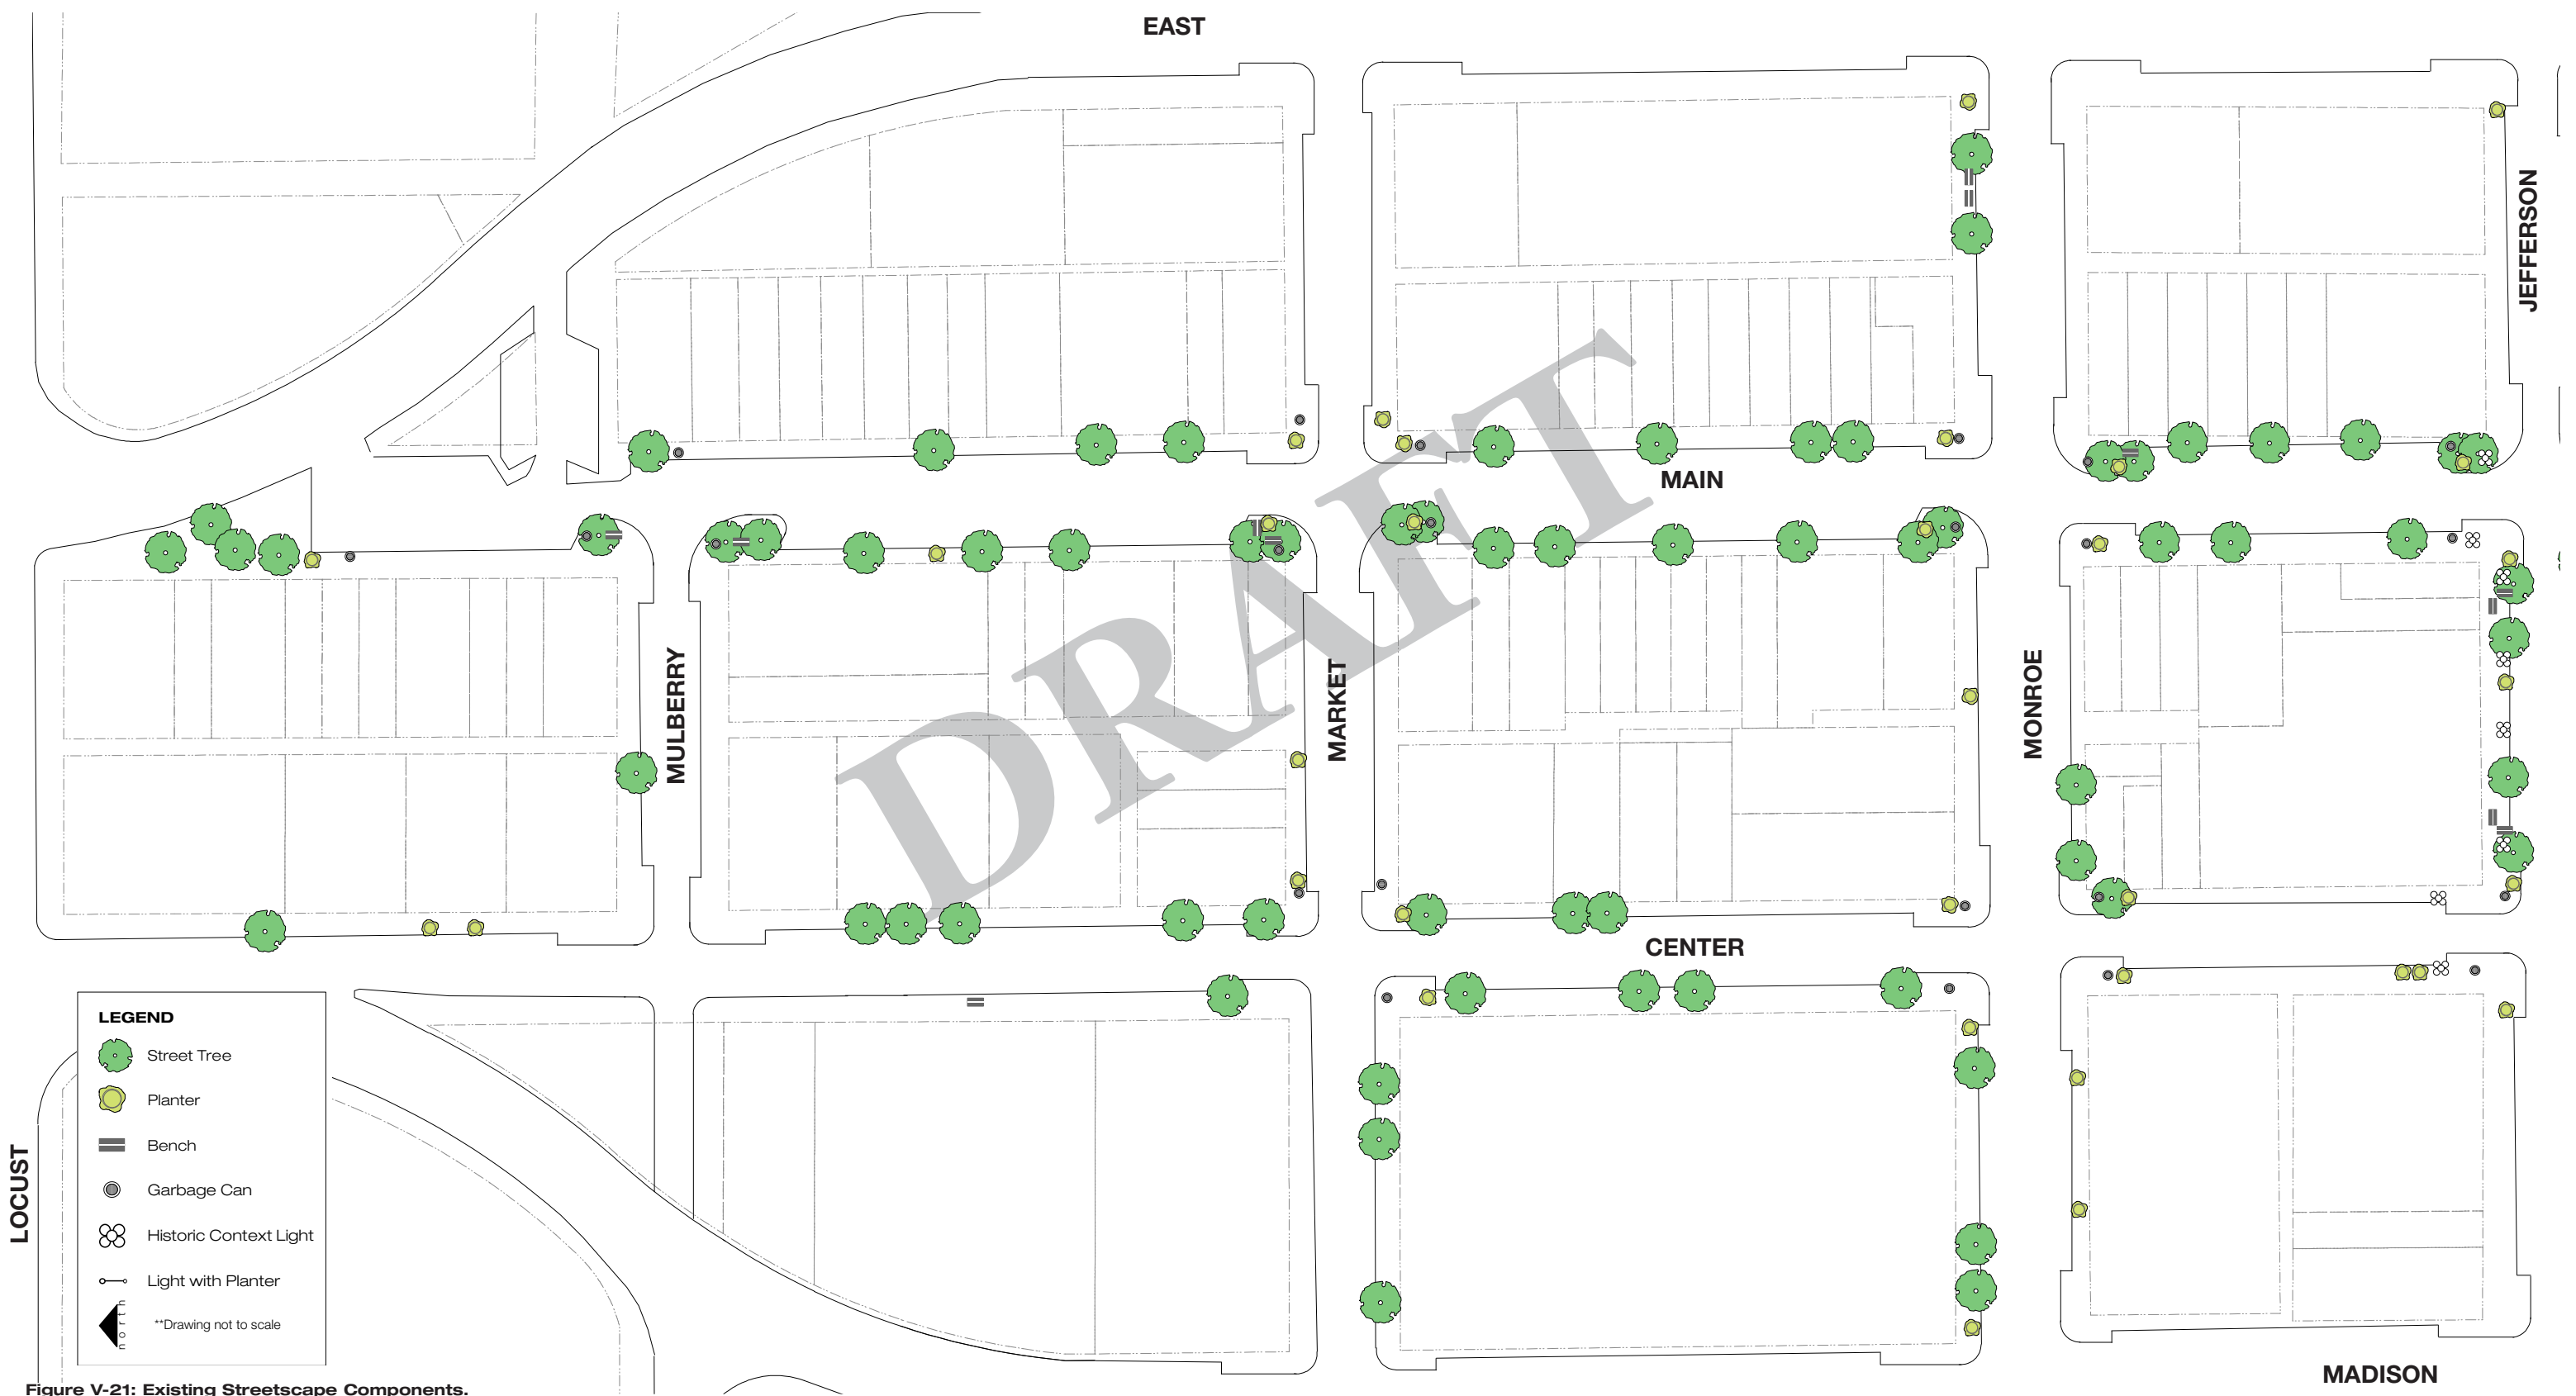 EAST
JEFFERSON
MAIN
DRAFT
MULBERRY
MARKET
MONROE
CENTER
LOCUST
LEGEND
Street Tree
Planter
Bench
Garbage Can
Historic Context Light
Light with Planter
north
**Drawing not to scale
MADISON
Figure V-21: Existing Streetscape Components.